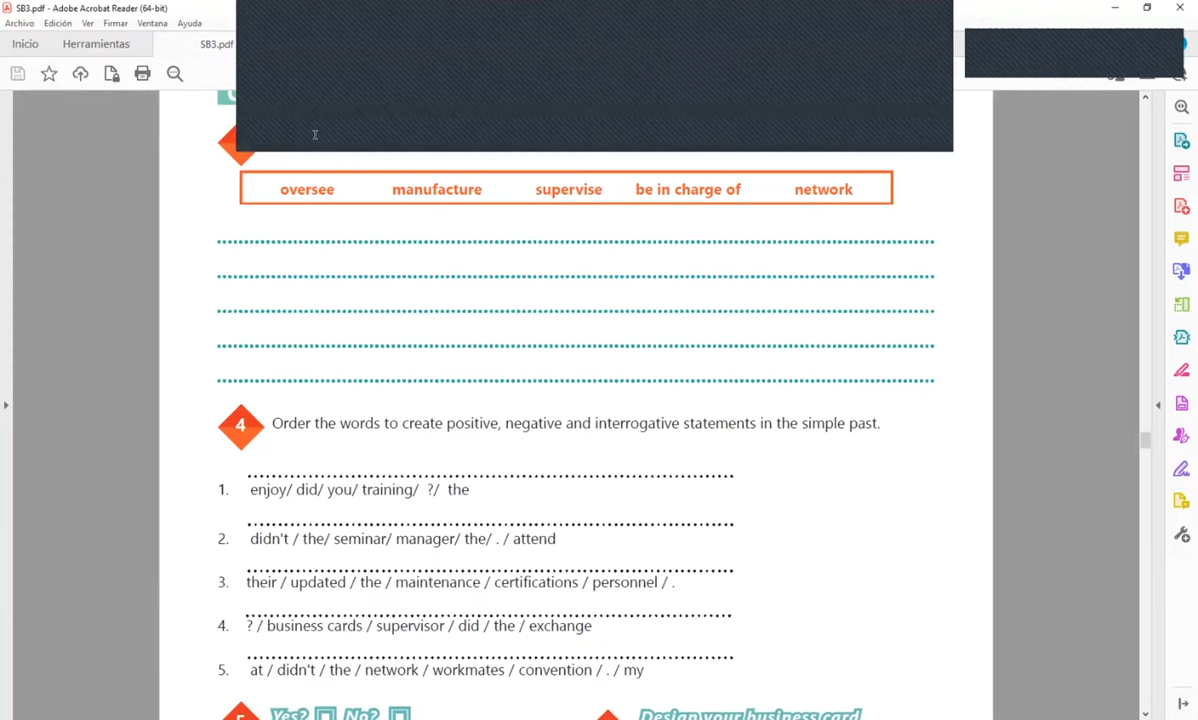 SB3.pdf - Adobe Acrobat Reader (64-bit)
Archivo Edición Ver Firmar Ventana Ayuda
Inicio Herramientas SB3.pdf
oversee manufacture supervise be in charge of network
4 Order the words to create positive, negative and interrogative statements in the simple past.
1. enjoy/ did/ you/ training/ ?/ the
2. didn't / the/ seminar/ manager/ the/ . / attend
3. their / updated / the / maintenance / certifications / personnel / .
4. ? / business cards / supervisor / did / the / exchange
5. at / didn't / the / network / workmates / convention / . / my
5 Yes? No? Design your business card